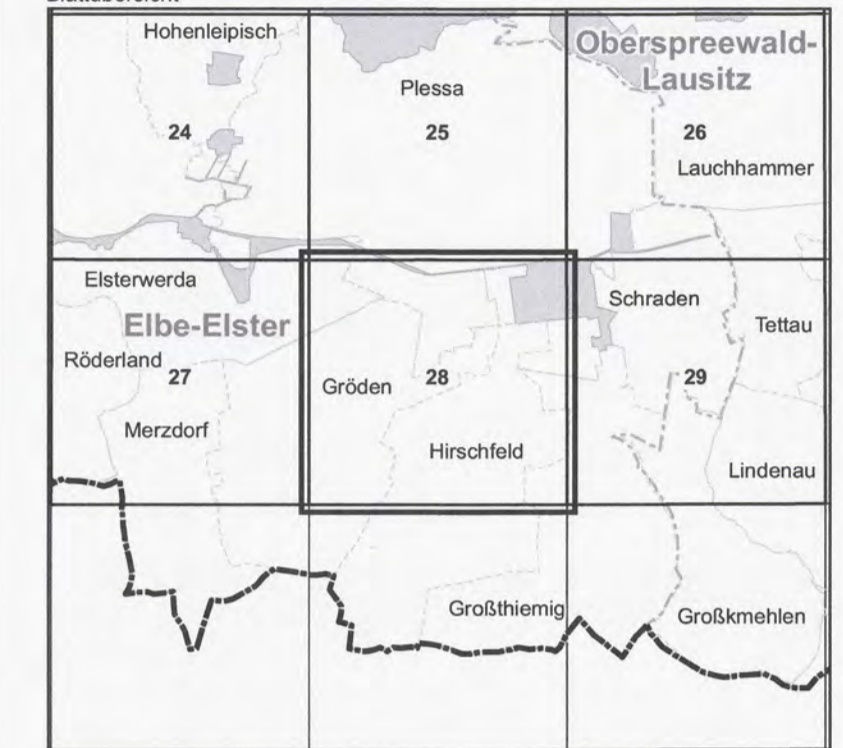 Hohenleipisch
24
Plessa
25
Oberspreewald-
Lausitz
26
Lauchhammer
Elsterwerda
Elbe-Elster
Röderland
27
Merzdorf
Gröden
28
Hirschfeld
Schraden
Tettau
29
Lindenau
Großthiemig
Großkmehlen